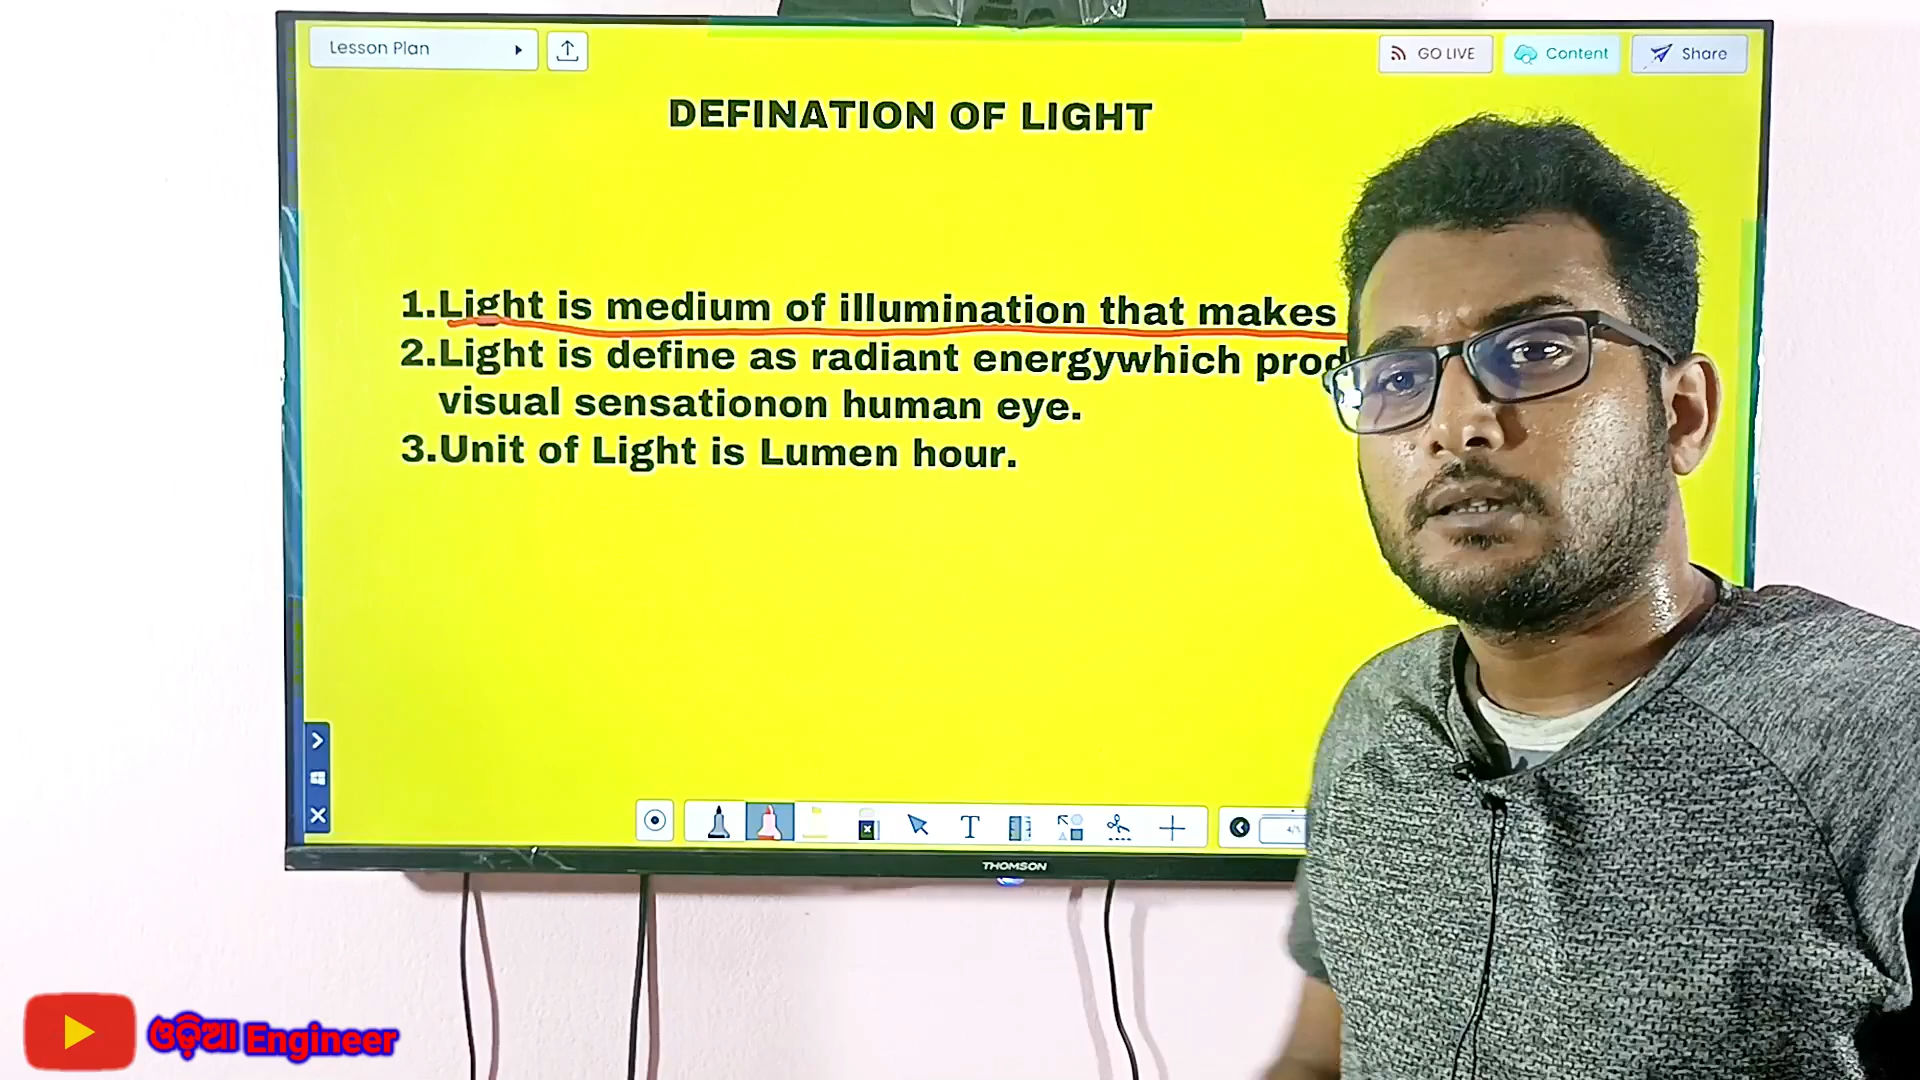 Lesson Plan
GO LIVE
Content
Share
DEFINATION OF LIGHT
1.Light is medium of illumination that makes
2.Light is define as radiant energywhich prod
visual sensationon human eye.
3.Unit of Light is Lumen hour.
T
4/5
THOMSON
ଓଡ଼ିଆ Engineer